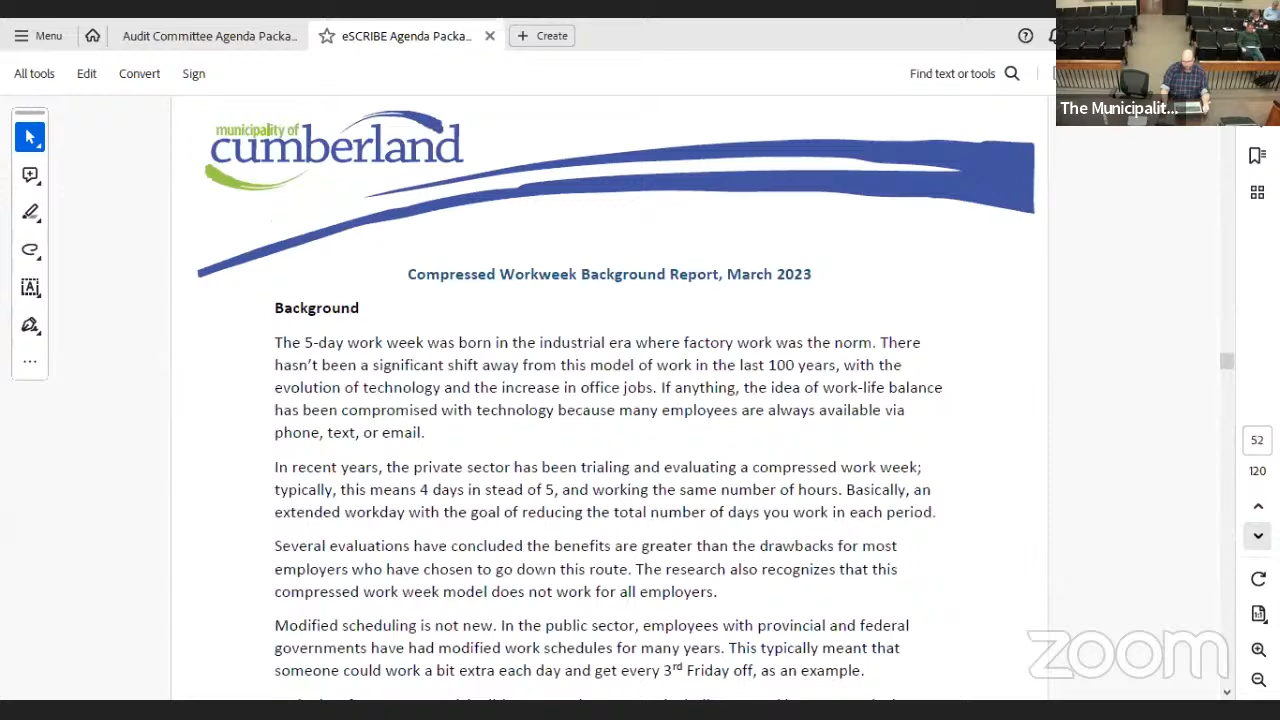 Menu
Audit Committee Agenda Packa...
eSCRIBE Agenda Packa...
Create
All tools
Edit
Convert
Sign
Find text or tools
The Municipalit...
municipality of
cumberland
Compressed Workweek Background Report, March 2023
Background
The 5-day work week was born in the industrial era where factory work was the norm. There
hasn't been a significant shift away from this model of work in the last 100 years, with the
evolution of technology and the increase in office jobs. If anything, the idea of work-life balance
has been compromised with technology because many employees are always available via
phone, text, or email.
In recent years, the private sector has been trialing and evaluating a compressed work week;
typically, this means 4 days in stead of 5, and working the same number of hours. Basically, an
extended workday with the goal of reducing the total number of days you work in each period.
Several evaluations have concluded the benefits are greater than the drawbacks for most
employers who have chosen to go down this route. The research also recognizes that this
compressed work week model does not work for all employers.
Modified scheduling is not new. In the public sector, employees with provincial and federal
governments have had modified work schedules for many years. This typically meant that
someone could work a bit extra each day and get every 3rd Friday off, as an example.
52
120
zoom